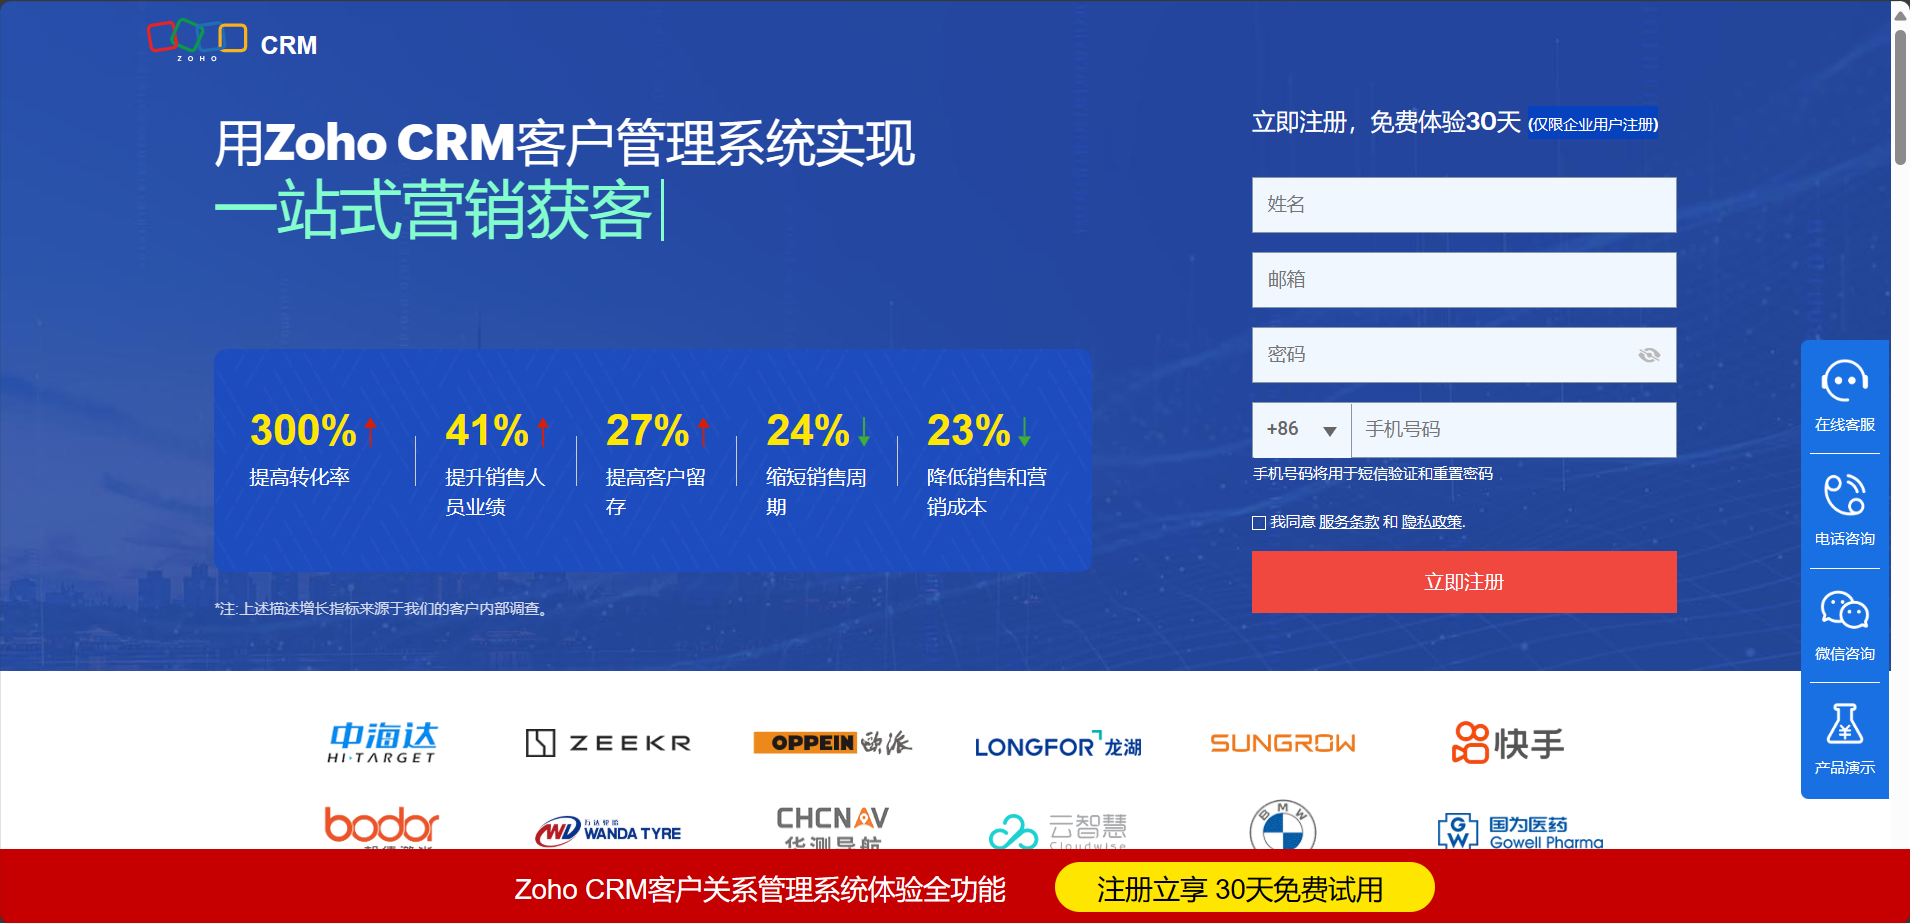 ZOHO CRM
用Zoho CRM客户管理系统实现
一站式营销获客
300%
提高转化率
41%
提升销售人
员业绩
27%
提高客户留
存
24%
缩短销售周
期
23%
降低销售和营
销成本
*注:上述描述增长指标来源于我们的客户内部调查。
立即注册，免费体验30天 (仅限企业用户注册)
姓名
邮箱
密码
+86 手机号码
手机号码将用于短信验证和重置密码
我同意 服务条款 和 隐私政策.
立即注册
在线客服
电话咨询
微信咨询
产品演示
中海达
HI-TARGET
ZEEKR
OPPEIN 欧派
LONGFOR 龙湖
SUNGROW
快手
bodor
万达轮胎
WANDA TYRE
CHCNAV
华测导航
云智慧
Cloudwise
BMW
GW
国为医药
Gowell Pharma
Zoho CRM客户关系管理系统体验全功能
注册立享 30天免费试用